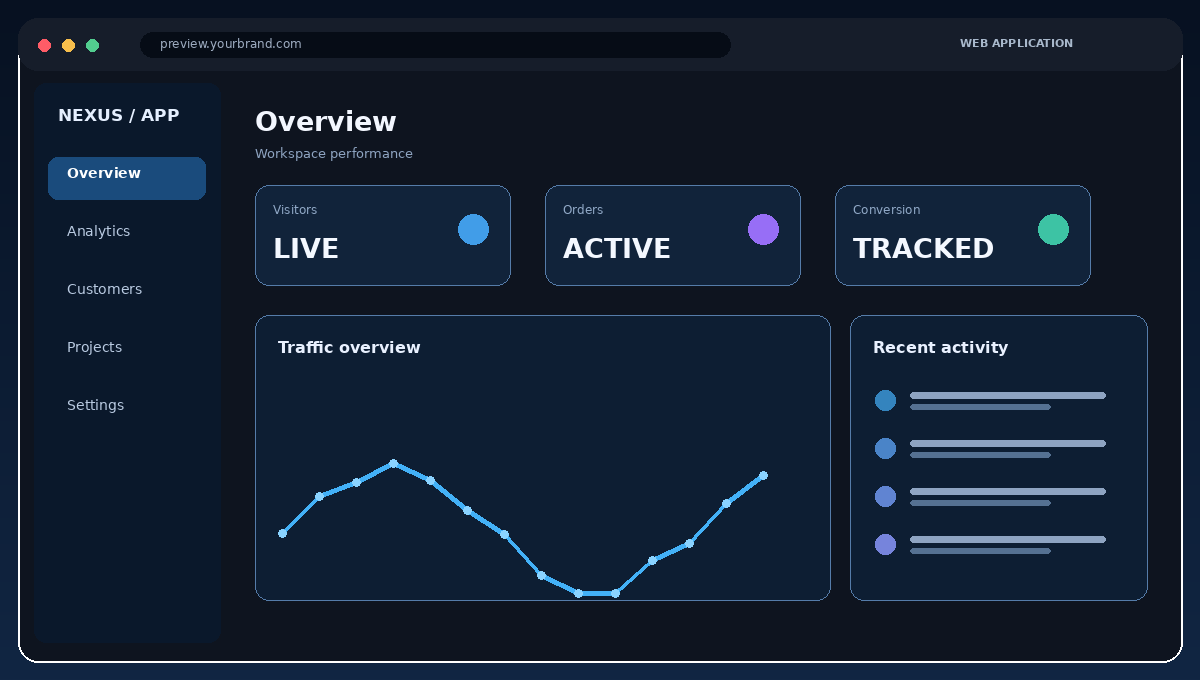 preview.yourbrand.com
WEB APPLICATION
NEXUS / APP
Overview
Analytics
Customers
Projects
Settings
Overview
Workspace performance
Visitors
LIVE
Orders
ACTIVE
Conversion
TRACKED
Traffic overview
Recent activity